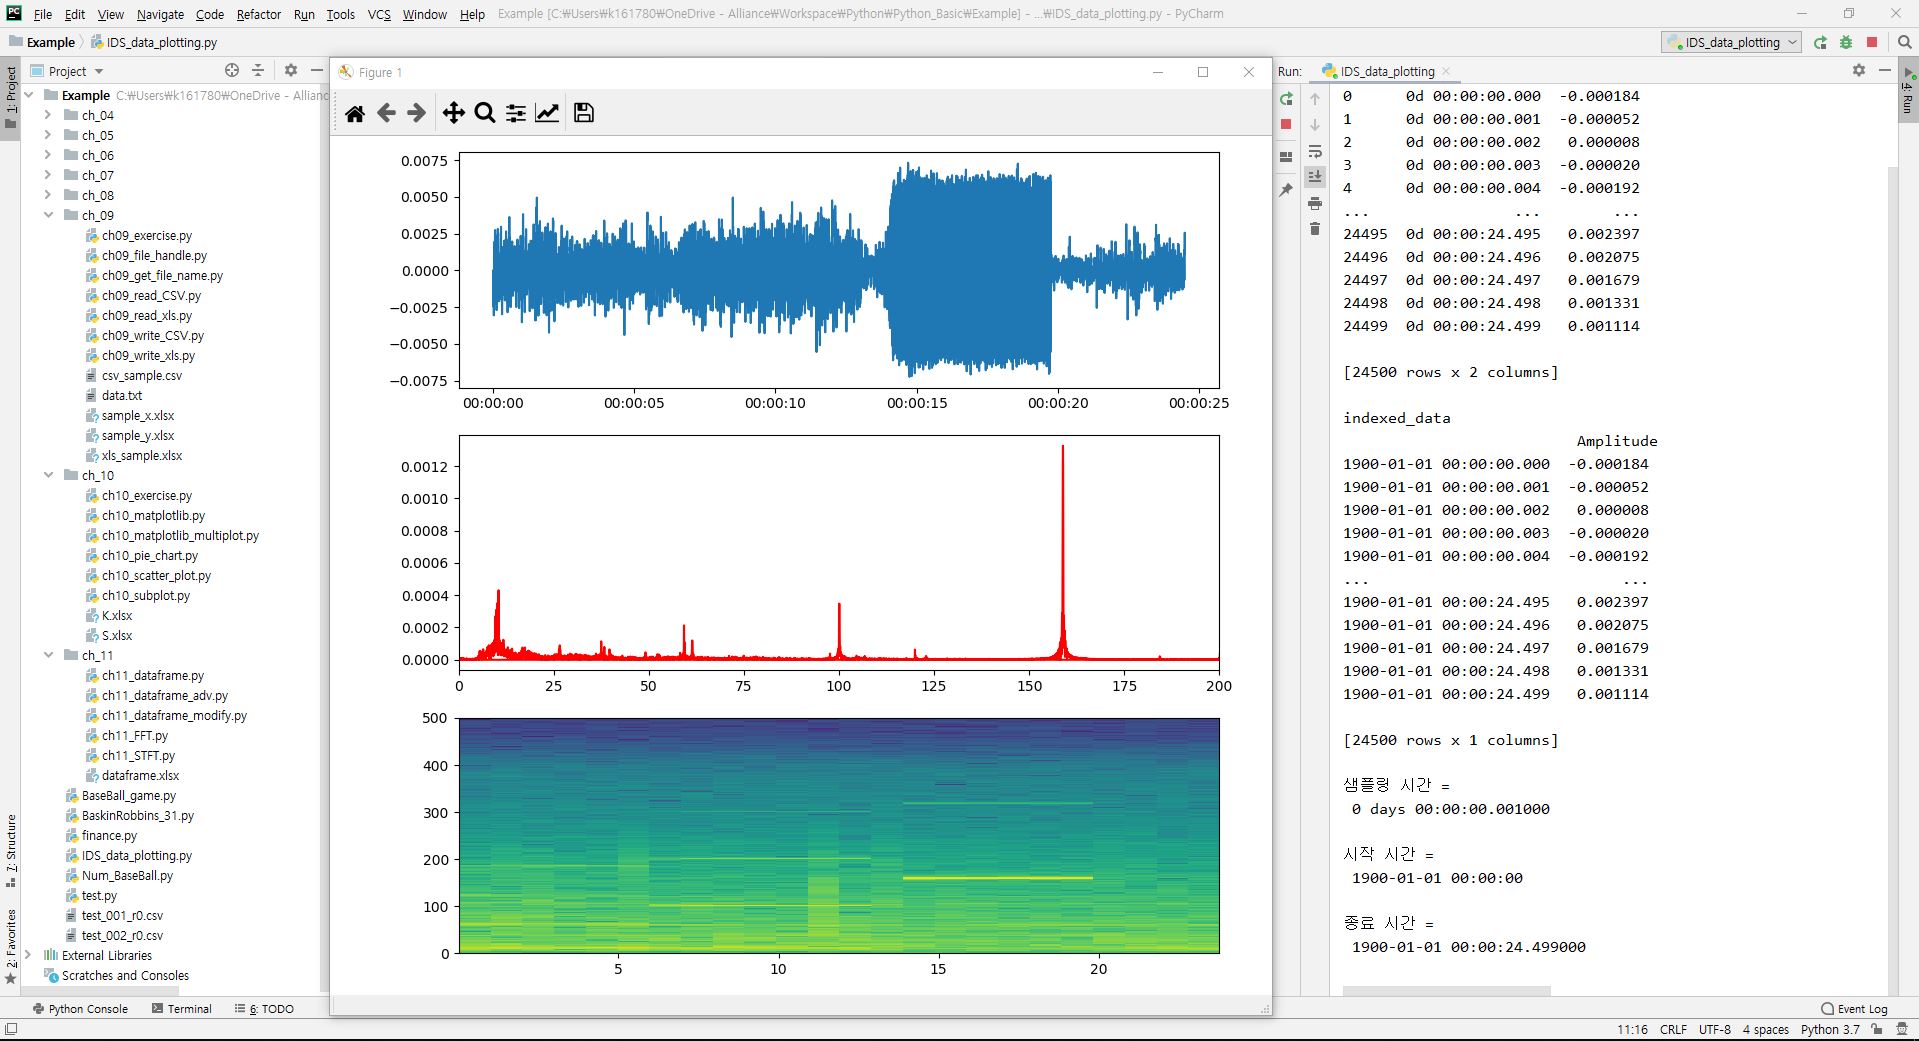 File Edit View Navigate Code Refactor Run Tools VCS Window Help Example [C:₩Users₩k161780₩OneDrive - Alliance₩Workspace₩Python₩Python_Basic₩Example] - ...₩IDS_data_plotting.py - PyCharm
Example IDS_data_plotting.py
IDS_data_plotting
1: Project
7: Structure
2: Favorites
Project
Example C:₩Users₩k161780₩OneDrive - Allianc
ch_04
ch_05
ch_06
ch_07
ch_08
ch_09
ch09_exercise.py
ch09_file_handle.py
ch09_get_file_name.py
ch09_read_CSV.py
ch09_read_xls.py
ch09_write_CSV.py
ch09_write_xls.py
csv_sample.csv
data.txt
sample_x.xlsx
sample_y.xlsx
xls_sample.xlsx
ch_10
ch10_exercise.py
ch10_matplotlib.py
ch10_matplotlib_multiplot.py
ch10_pie_chart.py
ch10_scatter_plot.py
ch10_subplot.py
K.xlsx
S.xlsx
ch_11
ch11_dataframe.py
ch11_dataframe_adv.py
ch11_dataframe_modify.py
ch11_FFT.py
ch11_STFT.py
dataframe.xlsx
BaseBall_game.py
BaskinRobbins_31.py
finance.py
IDS_data_plotting.py
Num_BaseBall.py
test.py
test_001_r0.csv
test_002_r0.csv
External Libraries
Scratches and Consoles
Figure 1
0.0075
0.0050
0.0025
0.0000
−0.0025
−0.0050
−0.0075
00:00:00 00:00:05 00:00:10 00:00:15 00:00:20 00:00:25
0.0012
0.0010
0.0008
0.0006
0.0004
0.0002
0.0000
0 25 50 75 100 125 150 175 200
500
400
300
200
100
0
5 10 15 20
Run: IDS_data_plotting
4: Run
0 0d 00:00:00.000 -0.000184
1 0d 00:00:00.001 -0.000052
2 0d 00:00:00.002 0.000008
3 0d 00:00:00.003 -0.000020
4 0d 00:00:00.004 -0.000192
... ... ...
24495 0d 00:00:24.495 0.002397
24496 0d 00:00:24.496 0.002075
24497 0d 00:00:24.497 0.001679
24498 0d 00:00:24.498 0.001331
24499 0d 00:00:24.499 0.001114
[24500 rows x 2 columns]
indexed_data
Amplitude
1900-01-01 00:00:00.000 -0.000184
1900-01-01 00:00:00.001 -0.000052
1900-01-01 00:00:00.002 0.000008
1900-01-01 00:00:00.003 -0.000020
1900-01-01 00:00:00.004 -0.000192
... ...
1900-01-01 00:00:24.495 0.002397
1900-01-01 00:00:24.496 0.002075
1900-01-01 00:00:24.497 0.001679
1900-01-01 00:00:24.498 0.001331
1900-01-01 00:00:24.499 0.001114
[24500 rows x 1 columns]
샘플링 시간 =
0 days 00:00:00.001000
시작 시간 =
1900-01-01 00:00:00
종료 시간 =
1900-01-01 00:00:24.499000
Python Console Terminal 6: TODO Event Log
11:16 CRLF UTF-8 4 spaces Python 3.7